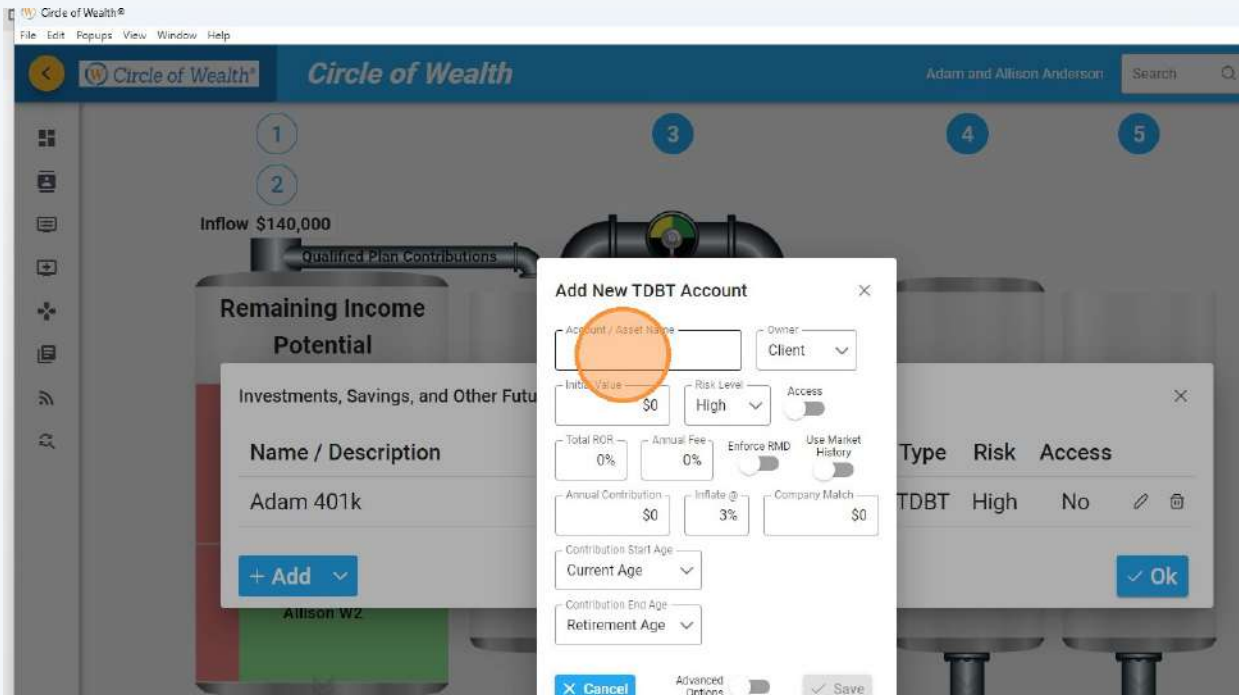 Circle of Wealth®
File Edit Popups View Window Help
Circle of Wealth®
Circle of Wealth
Adam and Allison Anderson
Search
1
3
4
5
2
Inflow $140,000
Qualified Plan Contributions
Remaining Income
Potential
Add New TDBT Account
Account / Asset Name
Owner
Client
Initial Value
$0
Risk Level
High
Access
Total ROR
0%
Annual Fee
0%
Enforce RMD
Use Market
History
Annual Contribution
$0
Inflate @
3%
Company Match
$0
Contribution Start Age
Current Age
Contribution End Age
Retirement Age
Cancel
Advanced
Options
Save
Investments, Savings, and Other Futu
Name / Description
Type Risk Access
Adam 401k
TDBT High No
+ Add
Ok
Allison W2